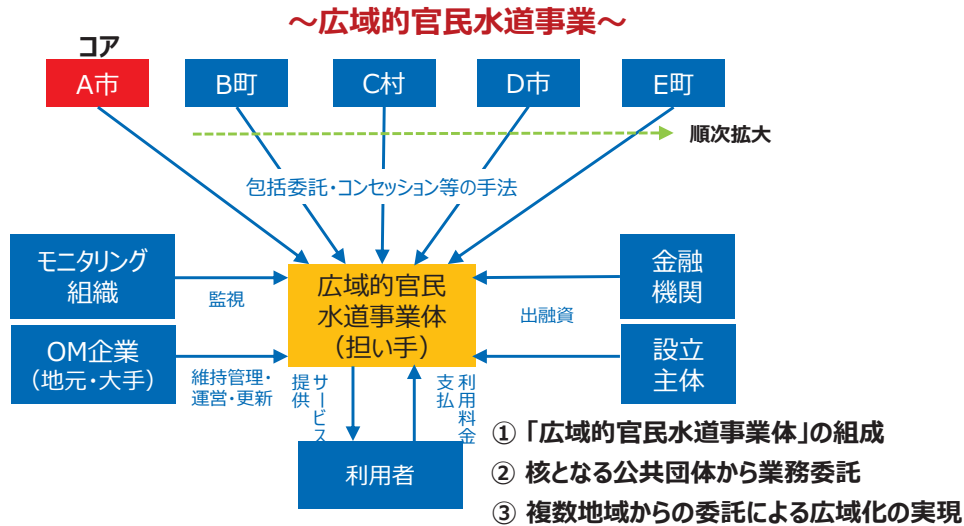 ～広域的官民水道事業～
コア
A市
B町
C村
D市
E町
順次拡大
包括委託・コンセッション等の手法
モニタリング
組織
監視
広域的官民
水道事業体
（担い手）
金融
機関
出融資
OM企業
（地元・大手）
維持管理・
運営・更新
設立
主体
サービス
提供
利用料金
支払
利用者
①「広域的官民水道事業体」の組成
② 核となる公共団体から業務委託
③ 複数地域からの委託による広域化の実現